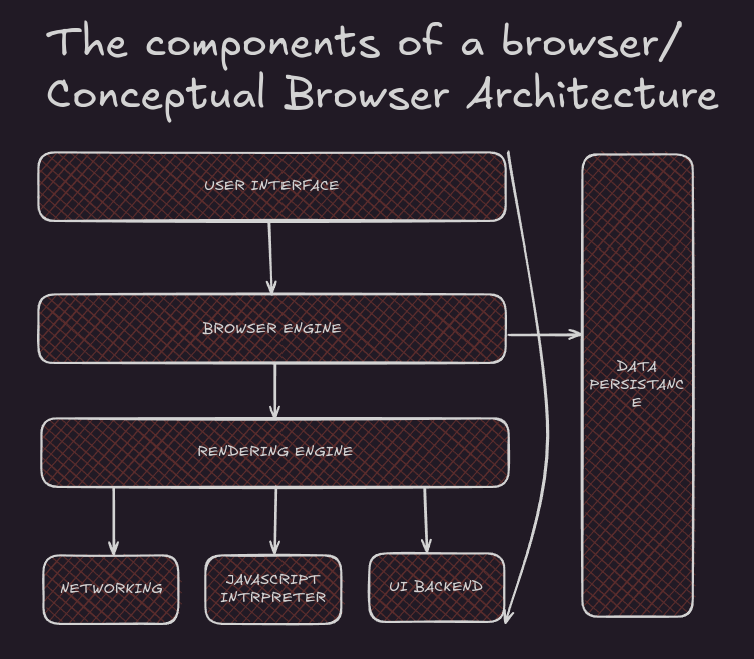 The components of a browser/
Conceptual Browser Architecture
USER INTERFACE
BROWSER ENGINE
DATA
PERSISTANC
E
RENDERING ENGINE
NETWORKING
JAVASCRIPT
INTRPRETER
UI BACKEND